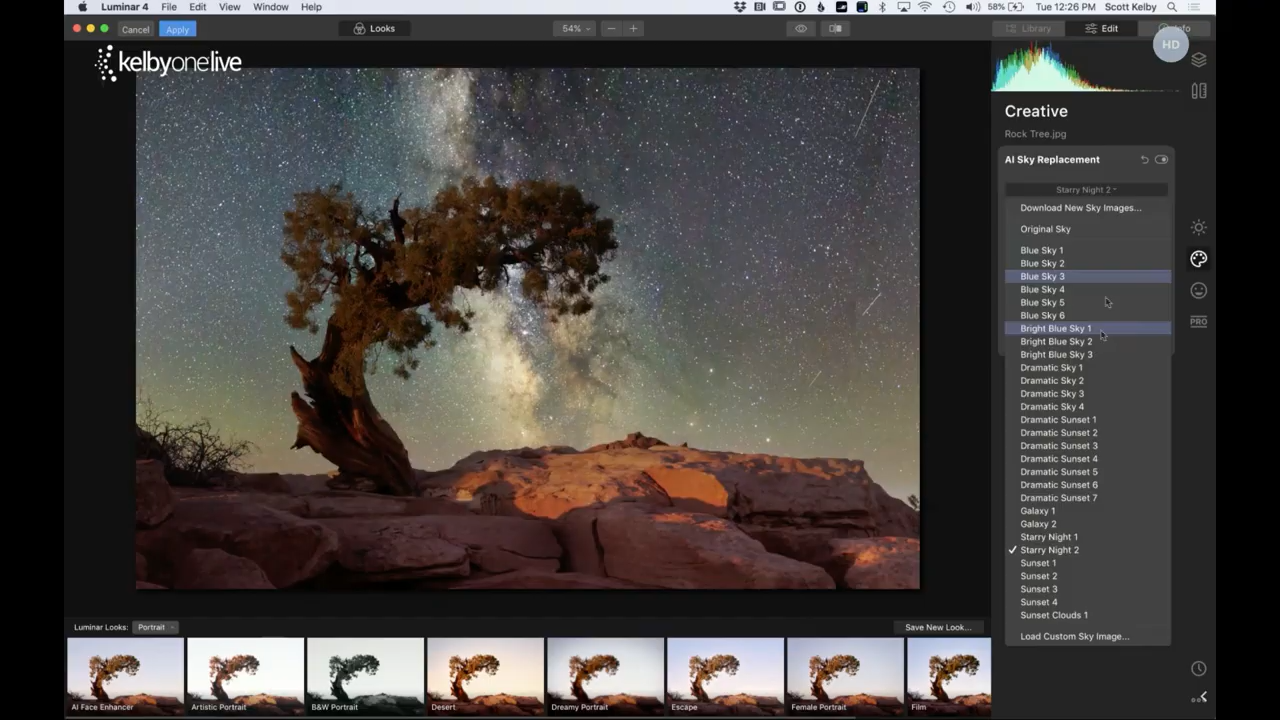 Luminar 4 File Edit View Window Help 58% Tue 12:26 PM Scott Kelby
Cancel Apply Looks 54% Library Edit Info
HD
kelbyonelive
Creative
Rock Tree.jpg
AI Sky Replacement
Starry Night 2
Download New Sky Images...
Original Sky
Blue Sky 1
Blue Sky 2
Blue Sky 3
Blue Sky 4
Blue Sky 5
Blue Sky 6
Bright Blue Sky 1
Bright Blue Sky 2
Bright Blue Sky 3
Dramatic Sky 1
Dramatic Sky 2
Dramatic Sky 3
Dramatic Sky 4
Dramatic Sunset 1
Dramatic Sunset 2
Dramatic Sunset 3
Dramatic Sunset 4
Dramatic Sunset 5
Dramatic Sunset 6
Dramatic Sunset 7
Galaxy 1
Galaxy 2
Starry Night 1
Starry Night 2
Sunset 1
Sunset 2
Sunset 3
Sunset 4
Sunset Clouds 1
Load Custom Sky Image...
PRO
Luminar Looks: Portrait Save New Look...
AI Face Enhancer Artistic Portrait B&W Portrait Desert Dreamy Portrait Escape Female Portrait Film